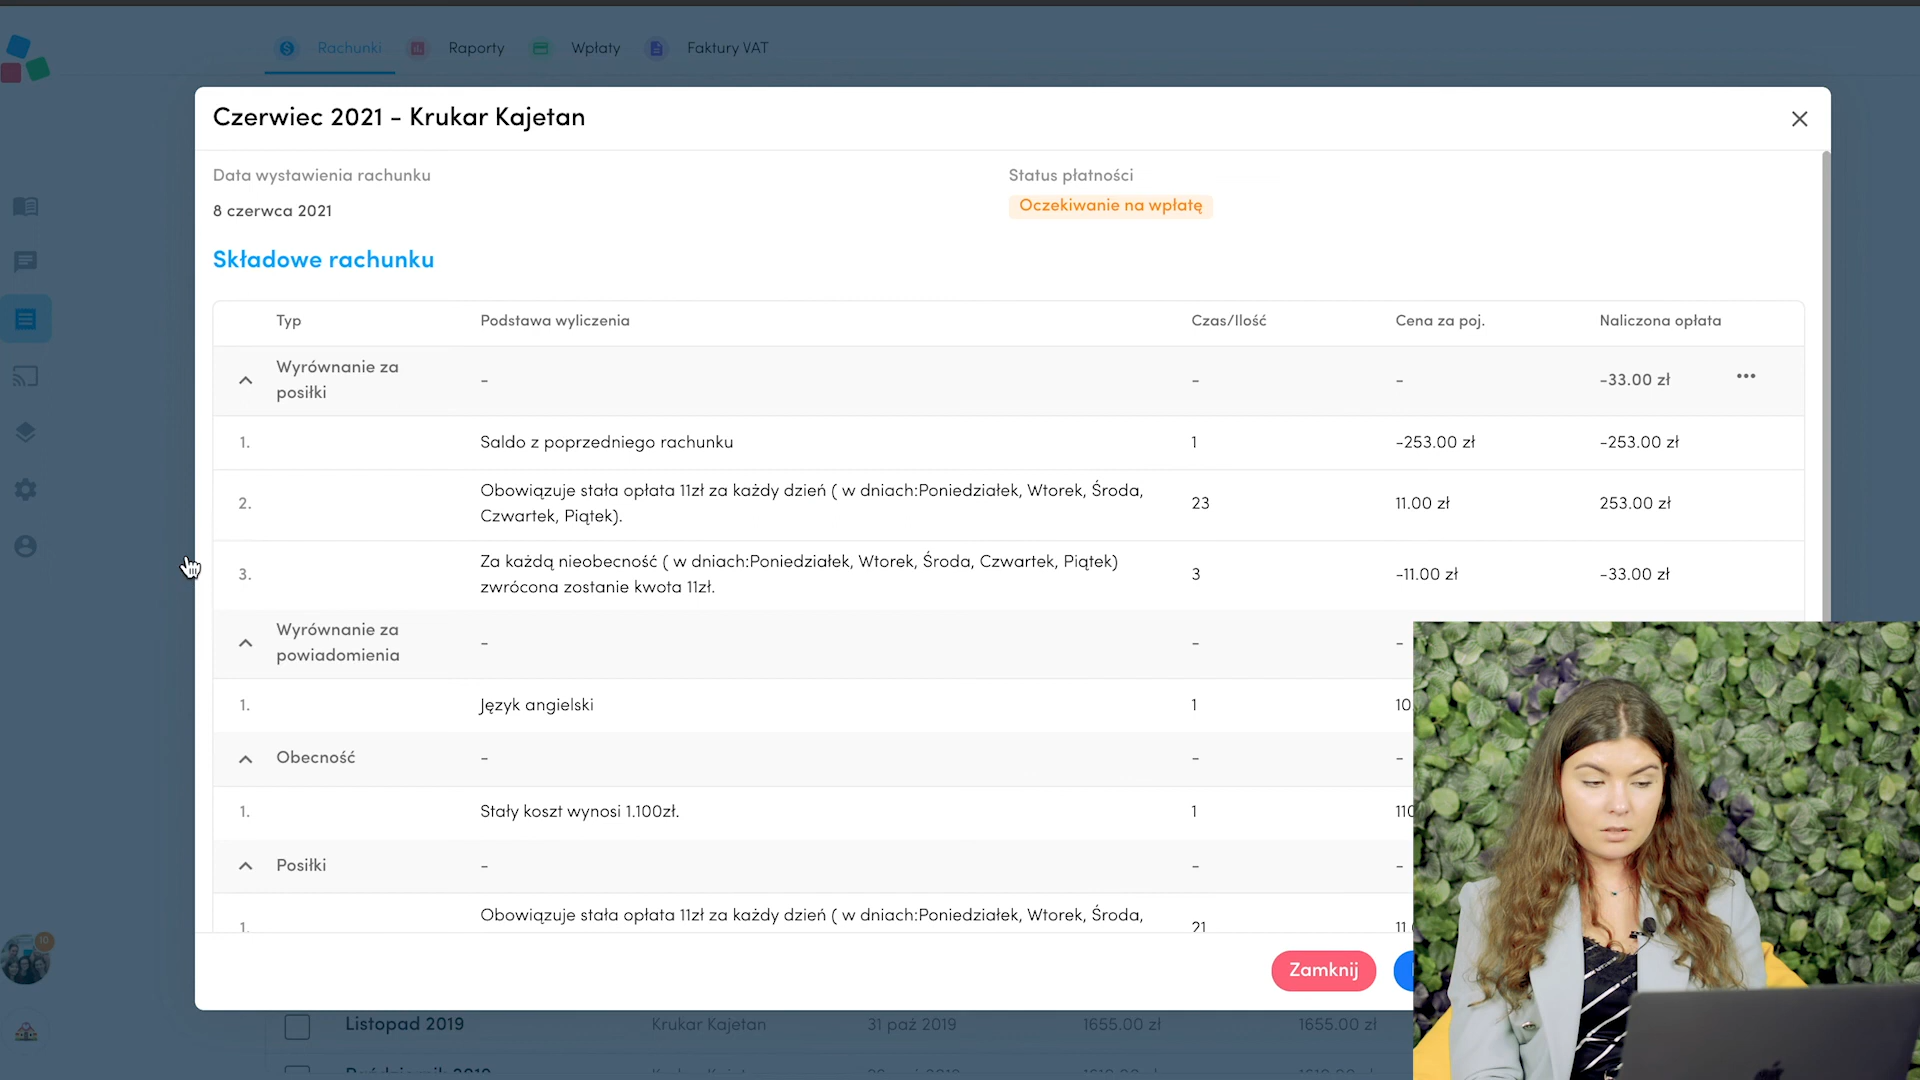 Rachunki Raporty Wpłaty Faktury VAT
Czerwiec 2021 - Krukar Kajetan
Data wystawienia rachunku Status płatności
8 czerwca 2021 Oczekiwanie na wpłatę
Składowe rachunku
Typ Podstawa wyliczenia Czas/Ilość Cena za poj. Naliczona opłata
Wyrównanie za
posiłki - - - -33.00 zł
1. Saldo z poprzedniego rachunku 1 -253.00 zł -253.00 zł
2. Obowiązuje stała opłata 11zł za każdy dzień ( w dniach:Poniedziałek, Wtorek, Środa,
Czwartek, Piątek). 23 11.00 zł 253.00 zł
3. Za każdą nieobecność ( w dniach:Poniedziałek, Wtorek, Środa, Czwartek, Piątek)
zwrócona zostanie kwota 11zł. 3 -11.00 zł -33.00 zł
Wyrównanie za
powiadomienia - - -
1. Język angielski 1 10
Obecność - - -
1. Stały koszt wynosi 1.100zł. 1 110
Posiłki - - -
1. Obowiązuje stała opłata 11zł za każdy dzień ( w dniach:Poniedziałek, Wtorek, Środa, 21 11
Zamknij
10
Listopad 2019 Krukar Kajetan 31 paź 2019 1655.00 zł 1655.00 zł